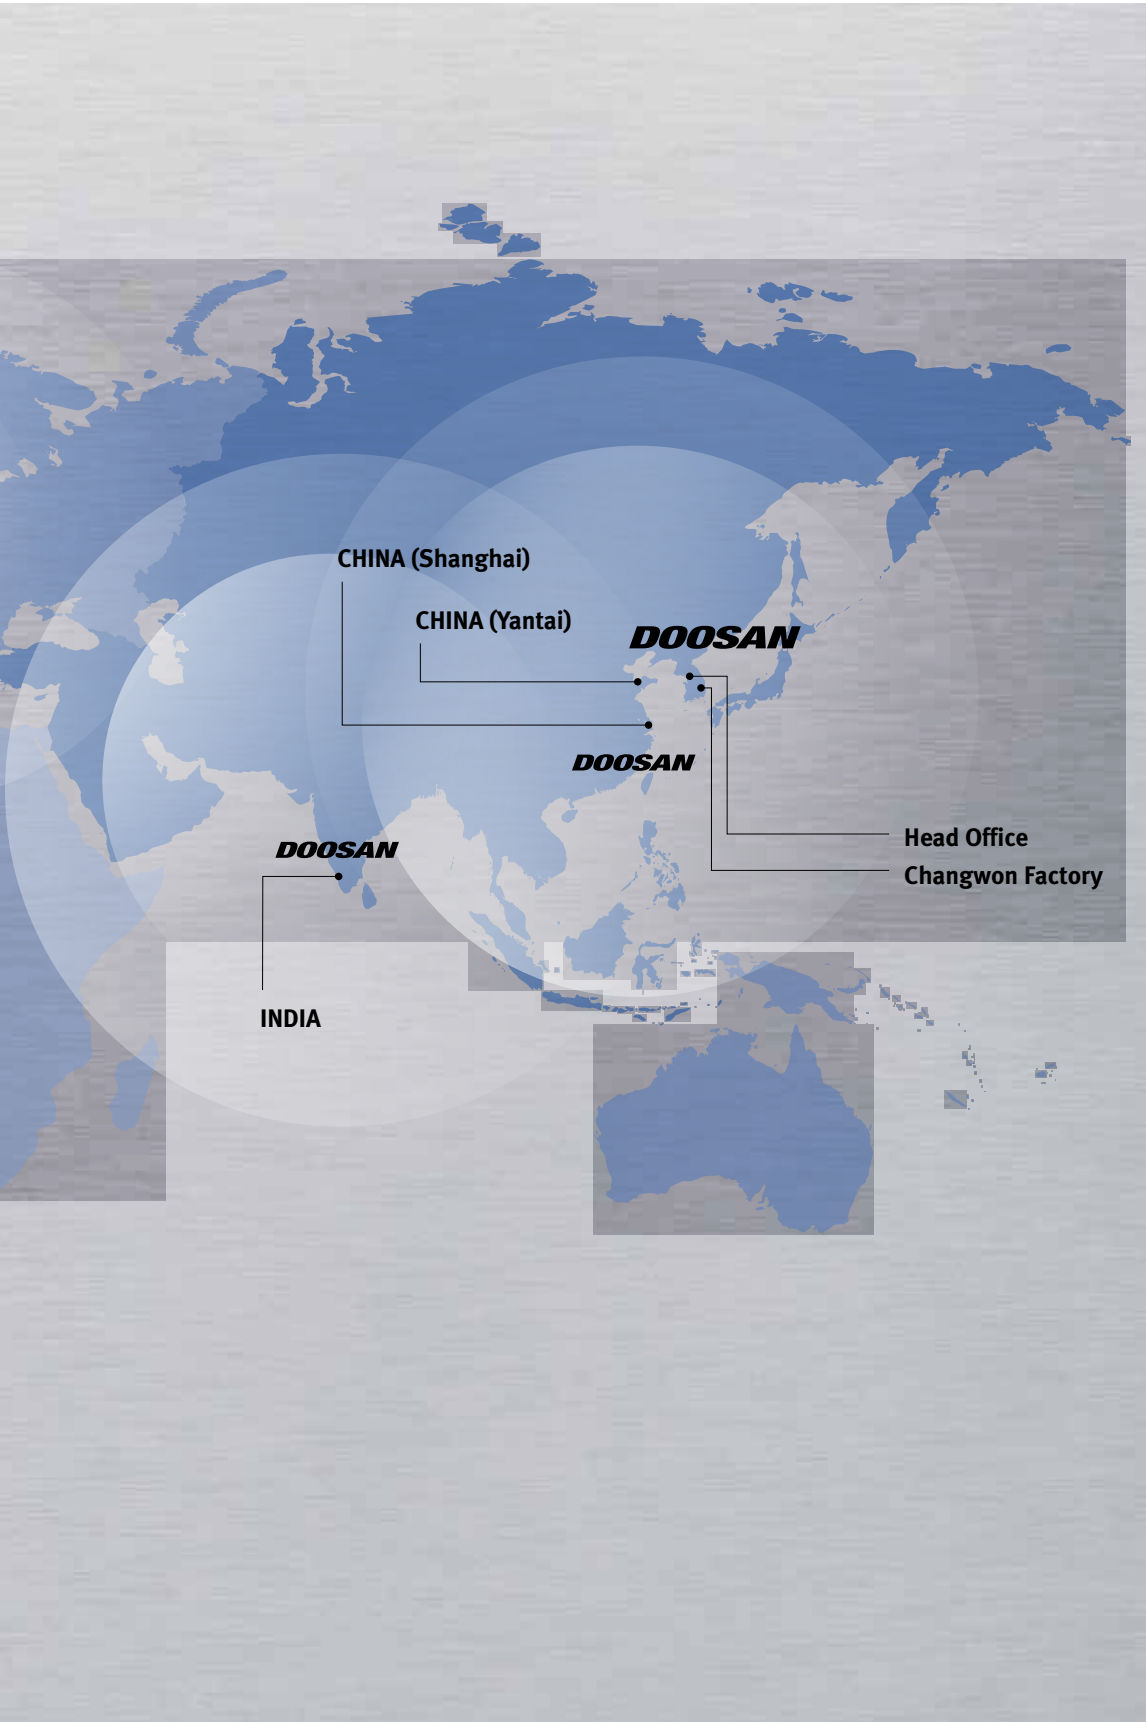 CHINA (Shanghai)
CHINA (Yantai)
DOOSAN
DOOSAN
Head Office
DOOSAN
Changwon Factory
INDIA